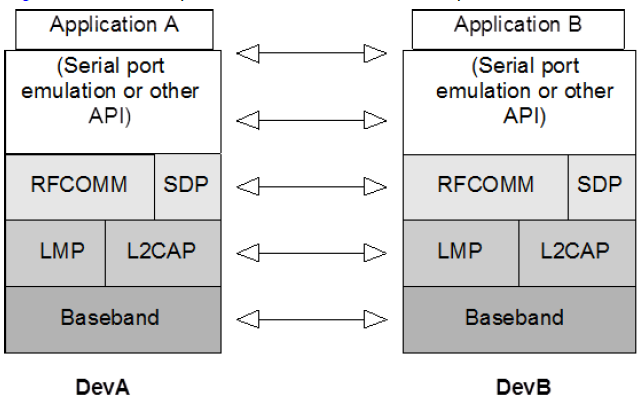 Application A
Application B
(Serial port
emulation or other
API)
(Serial port
emulation or other
API)
RFCOMM SDP
RFCOMM SDP
LMP L2CAP
LMP L2CAP
Baseband
Baseband
DevA
DevB